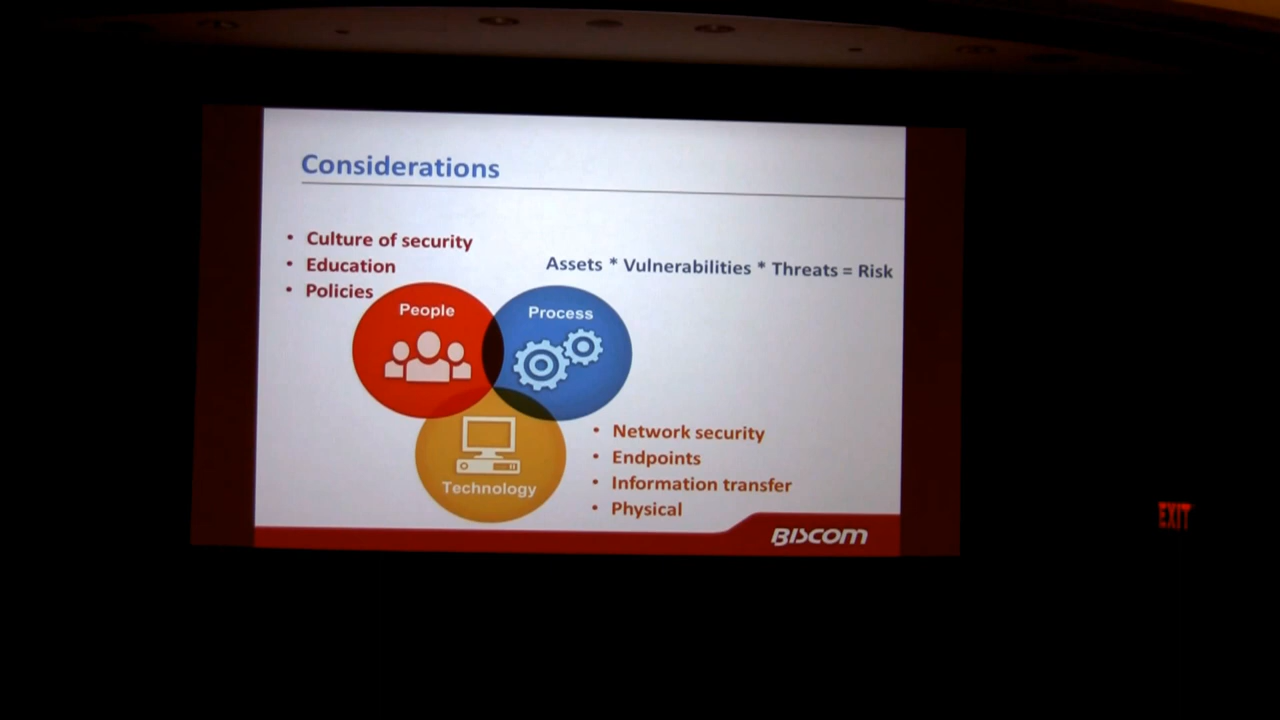 Considerations
• Culture of security
• Education
• Policies
Assets * Vulnerabilities * Threats = Risk
People
Process
Technology
• Network security
• Endpoints
• Information transfer
• Physical
BISCOM
EXIT